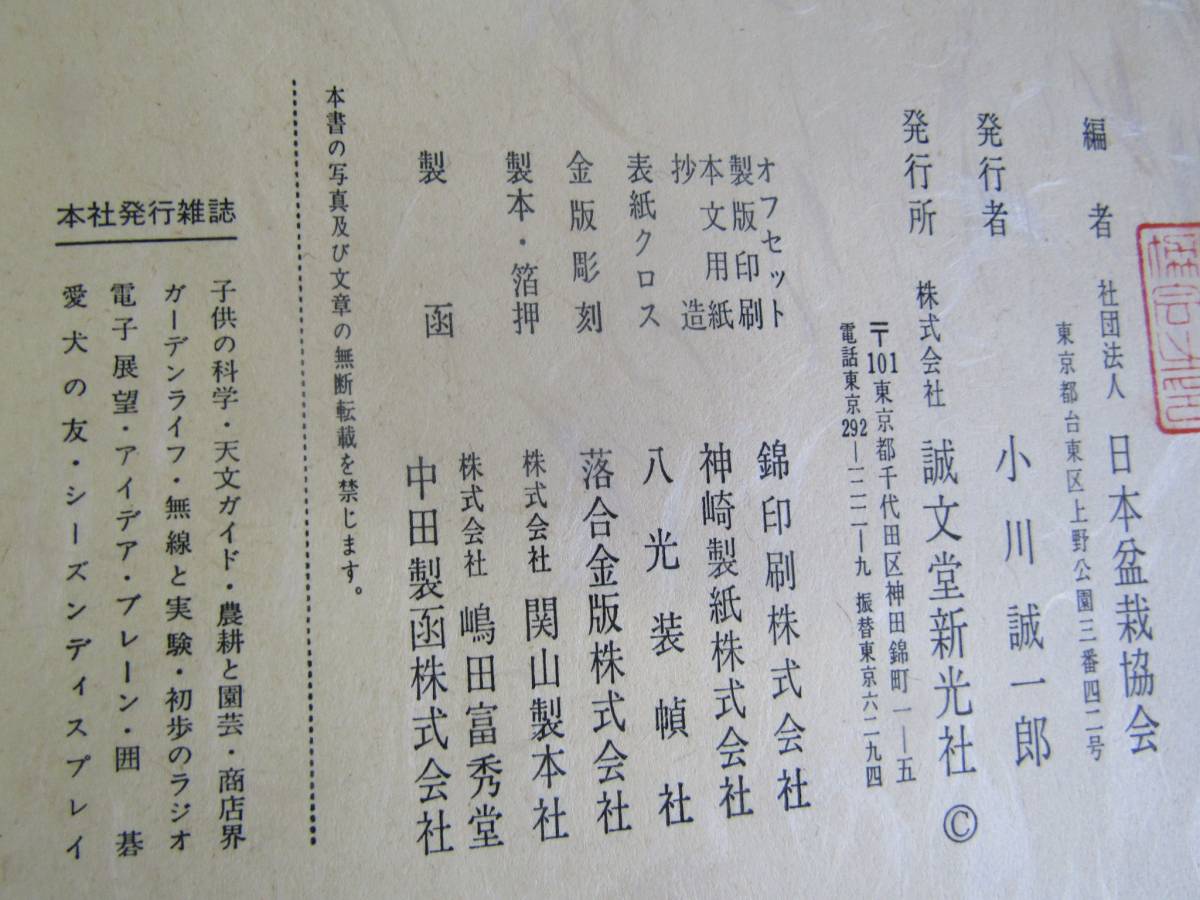 編者 社団法人 日本盆栽協会
東京都台東区上野公園三番四二号
発行者 小川誠一郎
発行所 株式会社 誠文堂新光社 ©
〒101東京都千代田区神田錦町一—五
電話東京292—一二二一—九 振替東京六二九四
オフセット
製版印刷 錦印刷株式会社
本文用紙
抄造 神崎製紙株式会社
表紙クロス 八光装幀社
金版彫刻 落合金版株式会社
製本・箔押 株式会社 関山製本社
株式会社 嶋田富秀堂
製函 中田製函株式会社
本書の写真及び文章の無断転載を禁じます。
本社発行雑誌
子供の科学・天文ガイド・農耕と園芸・商店界
ガーデンライフ・無線と実験・初歩のラジオ
電子展望・アイデア・ブレーン・囲碁
愛犬の友・シーズンディスプレイ